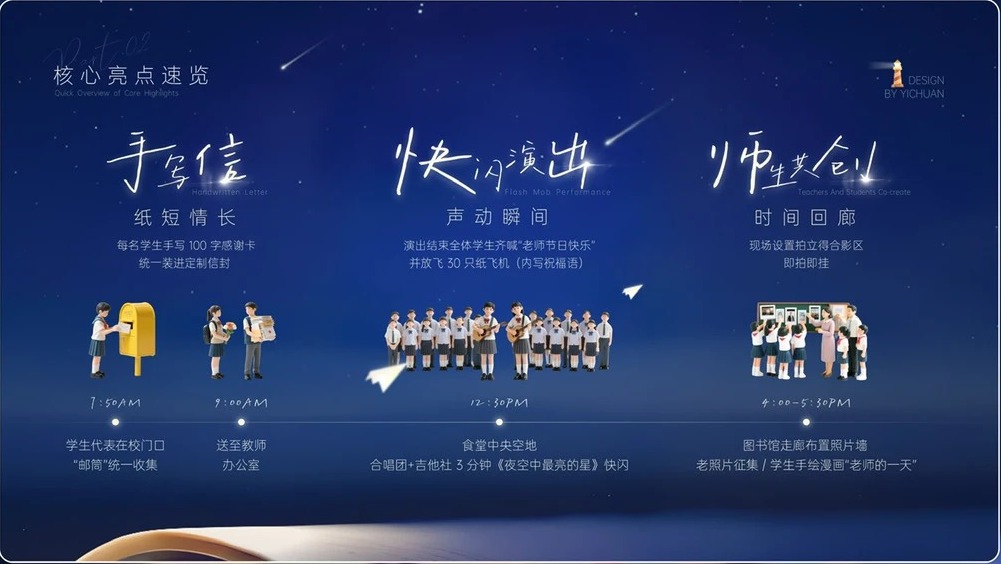 Part.02
核心亮点速览
Quick Overview of Core Highlights
DESIGN
BY YICHUAN
手写信
Handwritten Letter
纸短情长
每名学生手写 100 字感谢卡
统一装进定制信封
快闪演出
Flash Mob Performance
声动瞬间
演出结束全体学生齐喊“老师节日快乐”
并放飞 30 只纸飞机（内写祝福语）
师生共创
Teachers And Students Co-create
时间回廊
现场设置拍立得合影区
即拍即挂
7:50AM
学生代表在校门口
“邮筒”统一收集
9:00AM
送至教师
办公室
12:30PM
食堂中央空地
合唱团+吉他社 3 分钟《夜空中最亮的星》快闪
4:00-5:30PM
图书馆走廊布置照片墙
老照片征集 / 学生手绘漫画“老师的一天”